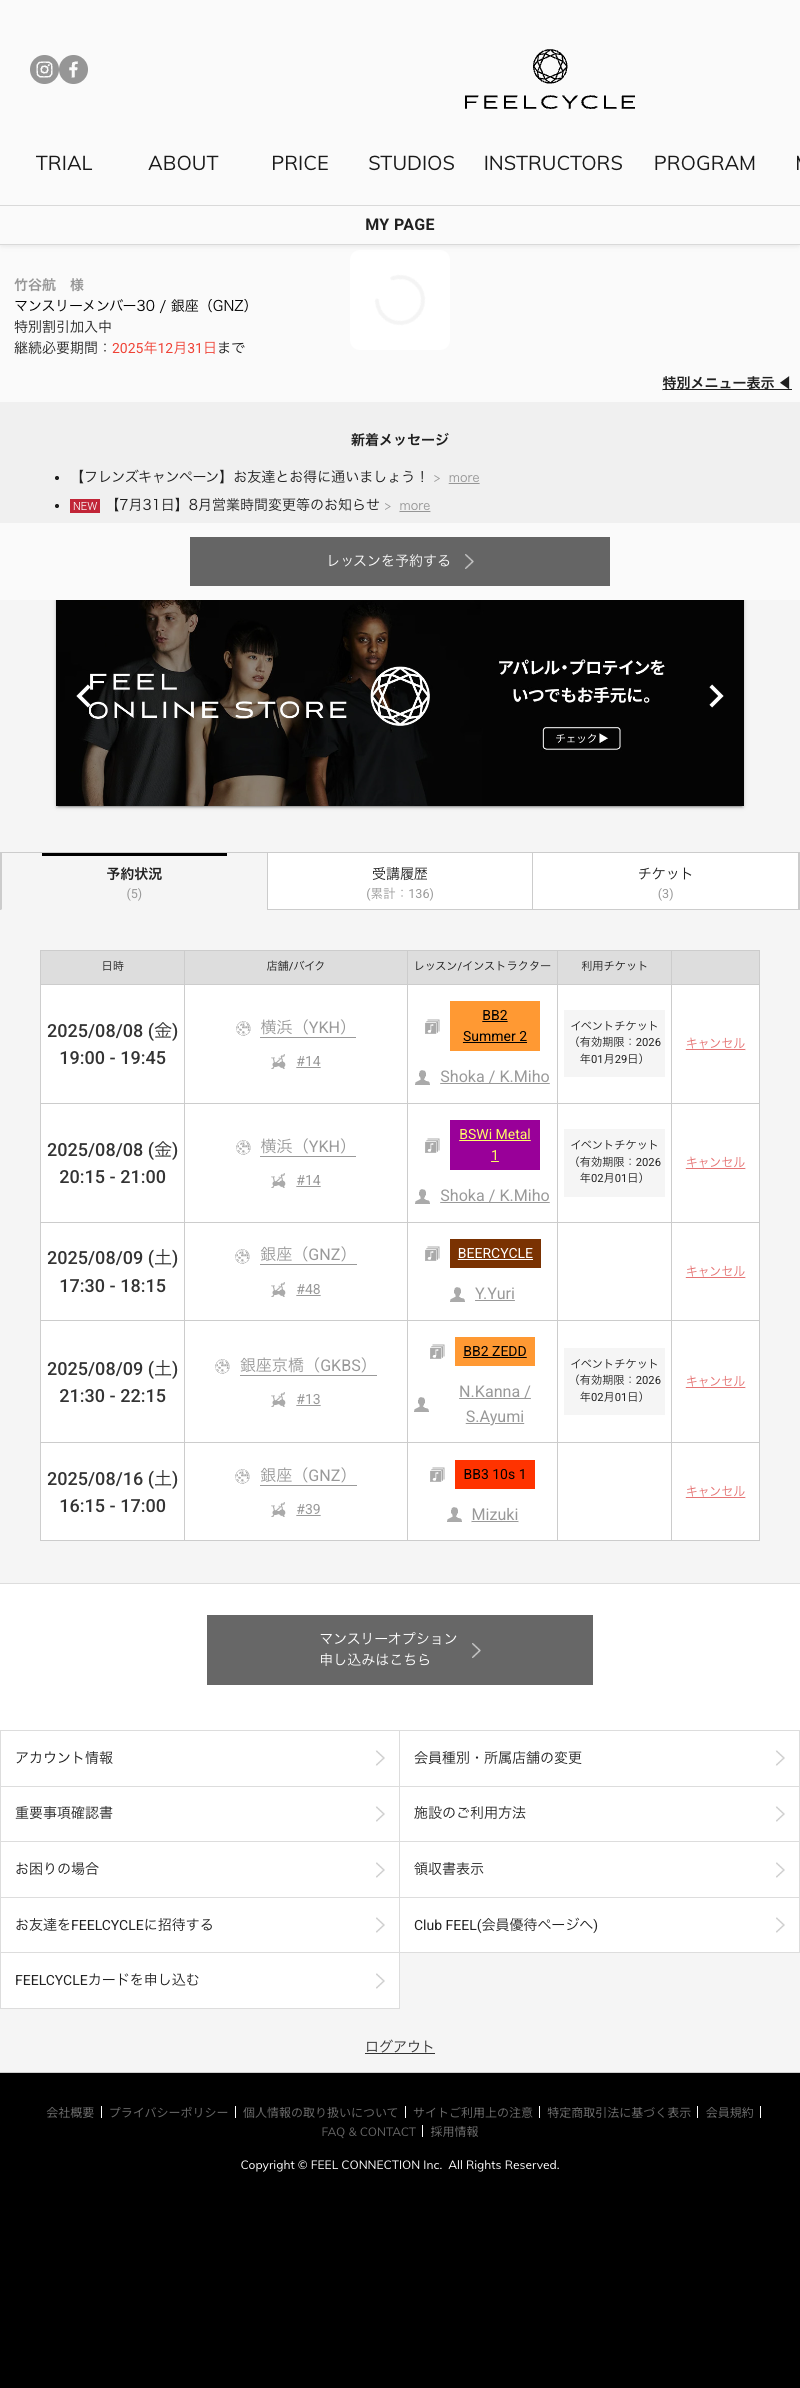 FEELCYCLE
TRIAL ABOUT PRICE STUDIOS INSTRUCTORS PROGRAM
MY PAGE
竹谷航　様
マンスリーメンバー30 / 銀座（GNZ）
特別割引加入中
継続必要期間：2025年12月31日まで
特別メニュー表示 ◀
新着メッセージ
• 【フレンズキャンペーン】お友達とお得に通いましょう！ > more
• NEW 【7月31日】8月営業時間変更等のお知らせ > more
レッスンを予約する
FEEL
ONLINE STORE
アパレル・プロテインを
いつでもお手元に。
チェック▶
予約状況
(5)
受講履歴
(累計：136)
チケット
(3)
日時 店舗/バイク レッスン/インストラクター 利用チケット
2025/08/08 (金)
19:00 - 19:45
横浜（YKH）
#14
BB2
Summer 2
Shoka / K.Miho
イベントチケット
（有効期限：2026
年01月29日）
キャンセル
2025/08/08 (金)
20:15 - 21:00
横浜（YKH）
#14
BSWi Metal
1
Shoka / K.Miho
イベントチケット
（有効期限：2026
年02月01日）
キャンセル
2025/08/09 (土)
17:30 - 18:15
銀座（GNZ）
#48
BEERCYCLE
Y.Yuri
キャンセル
2025/08/09 (土)
21:30 - 22:15
銀座京橋（GKBS）
#13
BB2 ZEDD
N.Kanna /
S.Ayumi
イベントチケット
（有効期限：2026
年02月01日）
キャンセル
2025/08/16 (土)
16:15 - 17:00
銀座（GNZ）
#39
BB3 10s 1
Mizuki
キャンセル
マンスリーオプション
申し込みはこちら
アカウント情報
会員種別・所属店舗の変更
重要事項確認書
施設のご利用方法
お困りの場合
領収書表示
お友達をFEELCYCLEに招待する
Club FEEL(会員優待ページへ)
FEELCYCLEカードを申し込む
ログアウト
会社概要 | プライバシーポリシー | 個人情報の取り扱いについて | サイトご利用上の注意 | 特定商取引法に基づく表示 | 会員規約 |
FAQ & CONTACT | 採用情報
Copyright © FEEL CONNECTION Inc. All Rights Reserved.